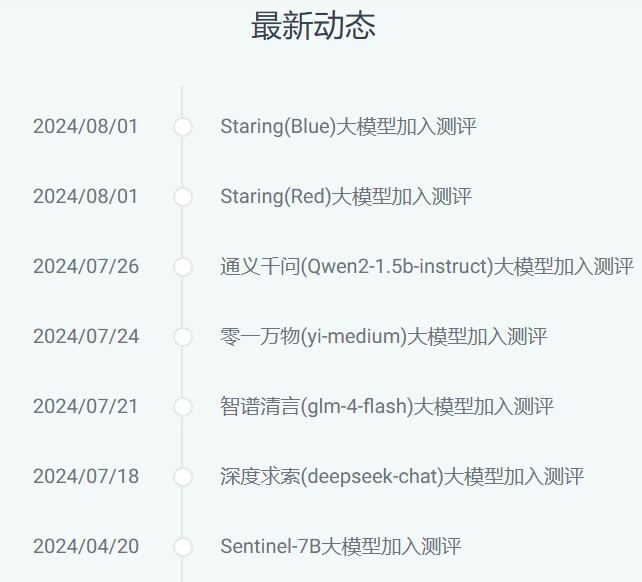 最新动态
2024/08/01 Staring(Blue)大模型加入测评
2024/08/01 Staring(Red)大模型加入测评
2024/07/26 通义千问(Qwen2-1.5b-instruct)大模型加入测评
2024/07/24 零一万物(yi-medium)大模型加入测评
2024/07/21 智谱清言(glm-4-flash)大模型加入测评
2024/07/18 深度求索(deepseek-chat)大模型加入测评
2024/04/20 Sentinel-7B大模型加入测评